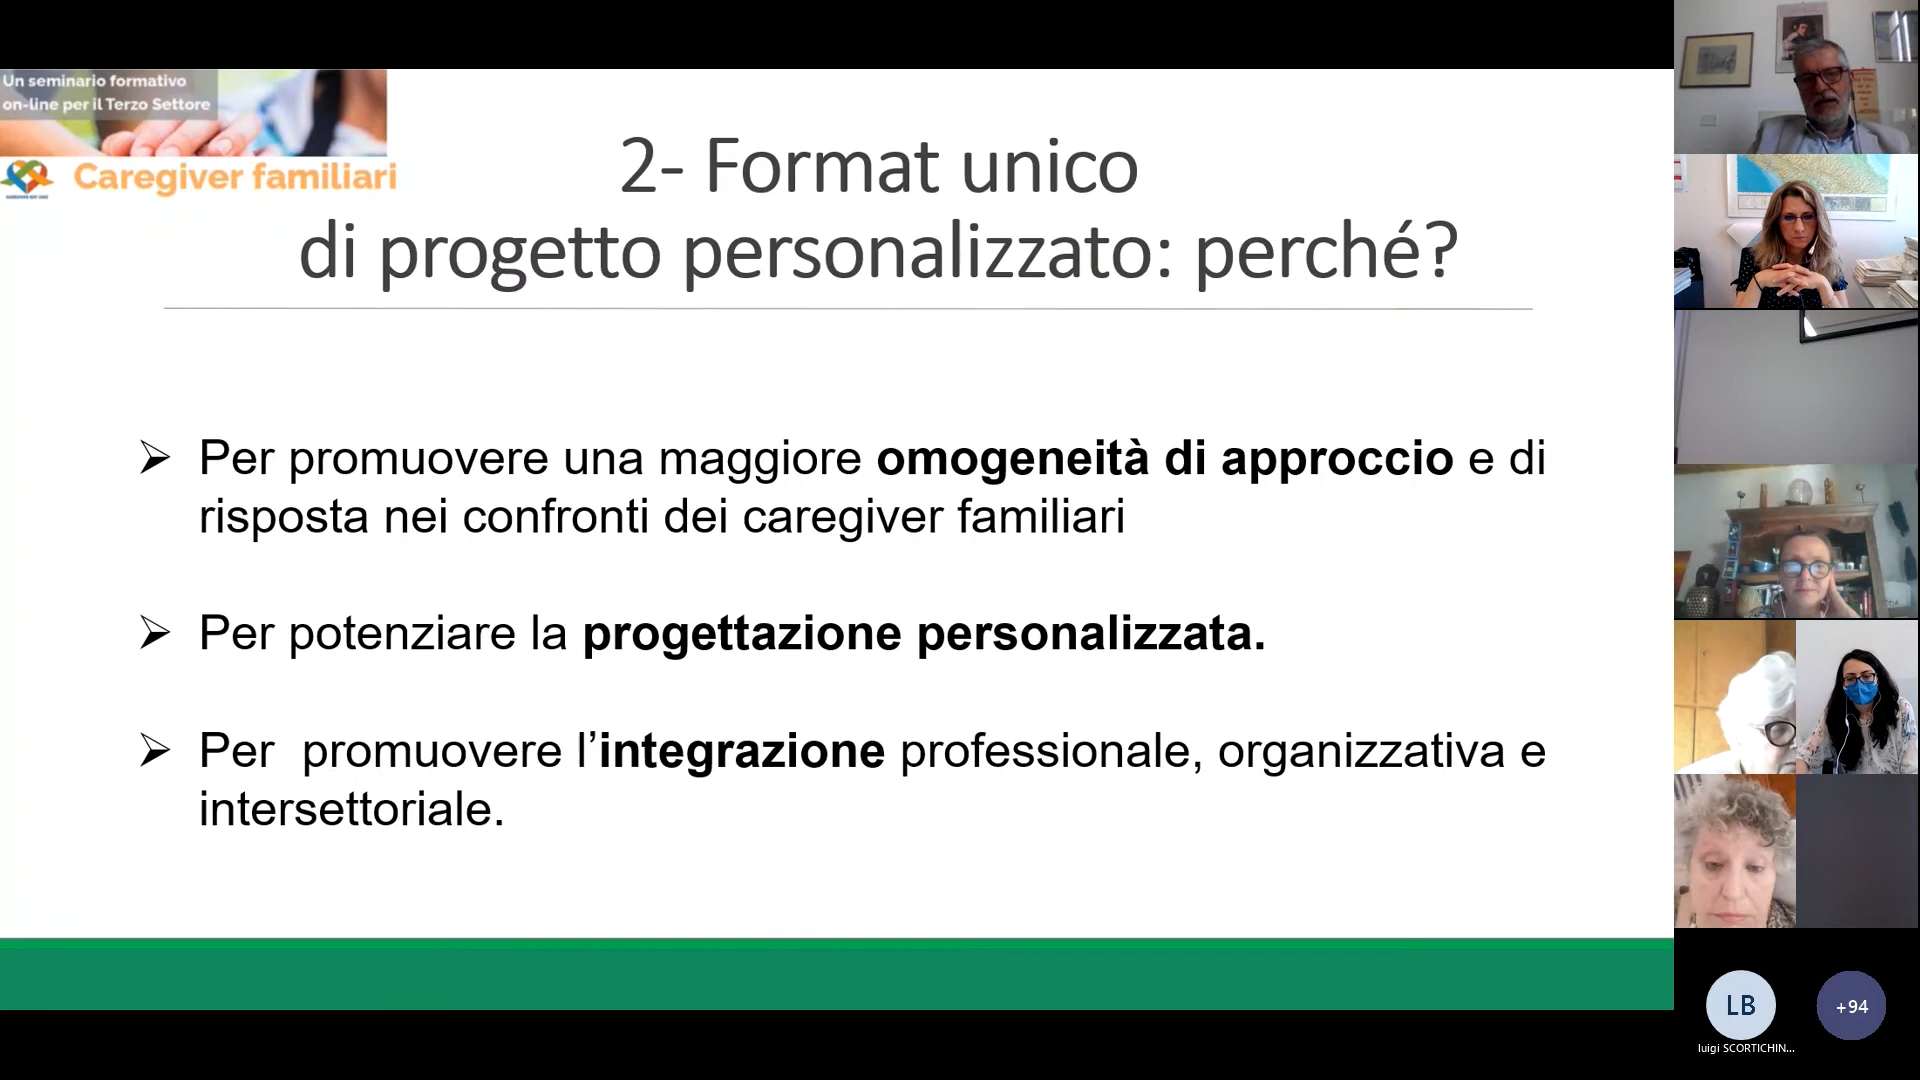 Un seminario formativo
on-line per il Terzo Settore
Caregiver familiari
2- Format unico
di progetto personalizzato: perché?
➢ Per promuovere una maggiore omogeneità di approccio e di
risposta nei confronti dei caregiver familiari
➢ Per potenziare la progettazione personalizzata.
➢ Per promuovere l’integrazione professionale, organizzativa e
intersettoriale.
LB
+94
luigi SCORTICHIN...